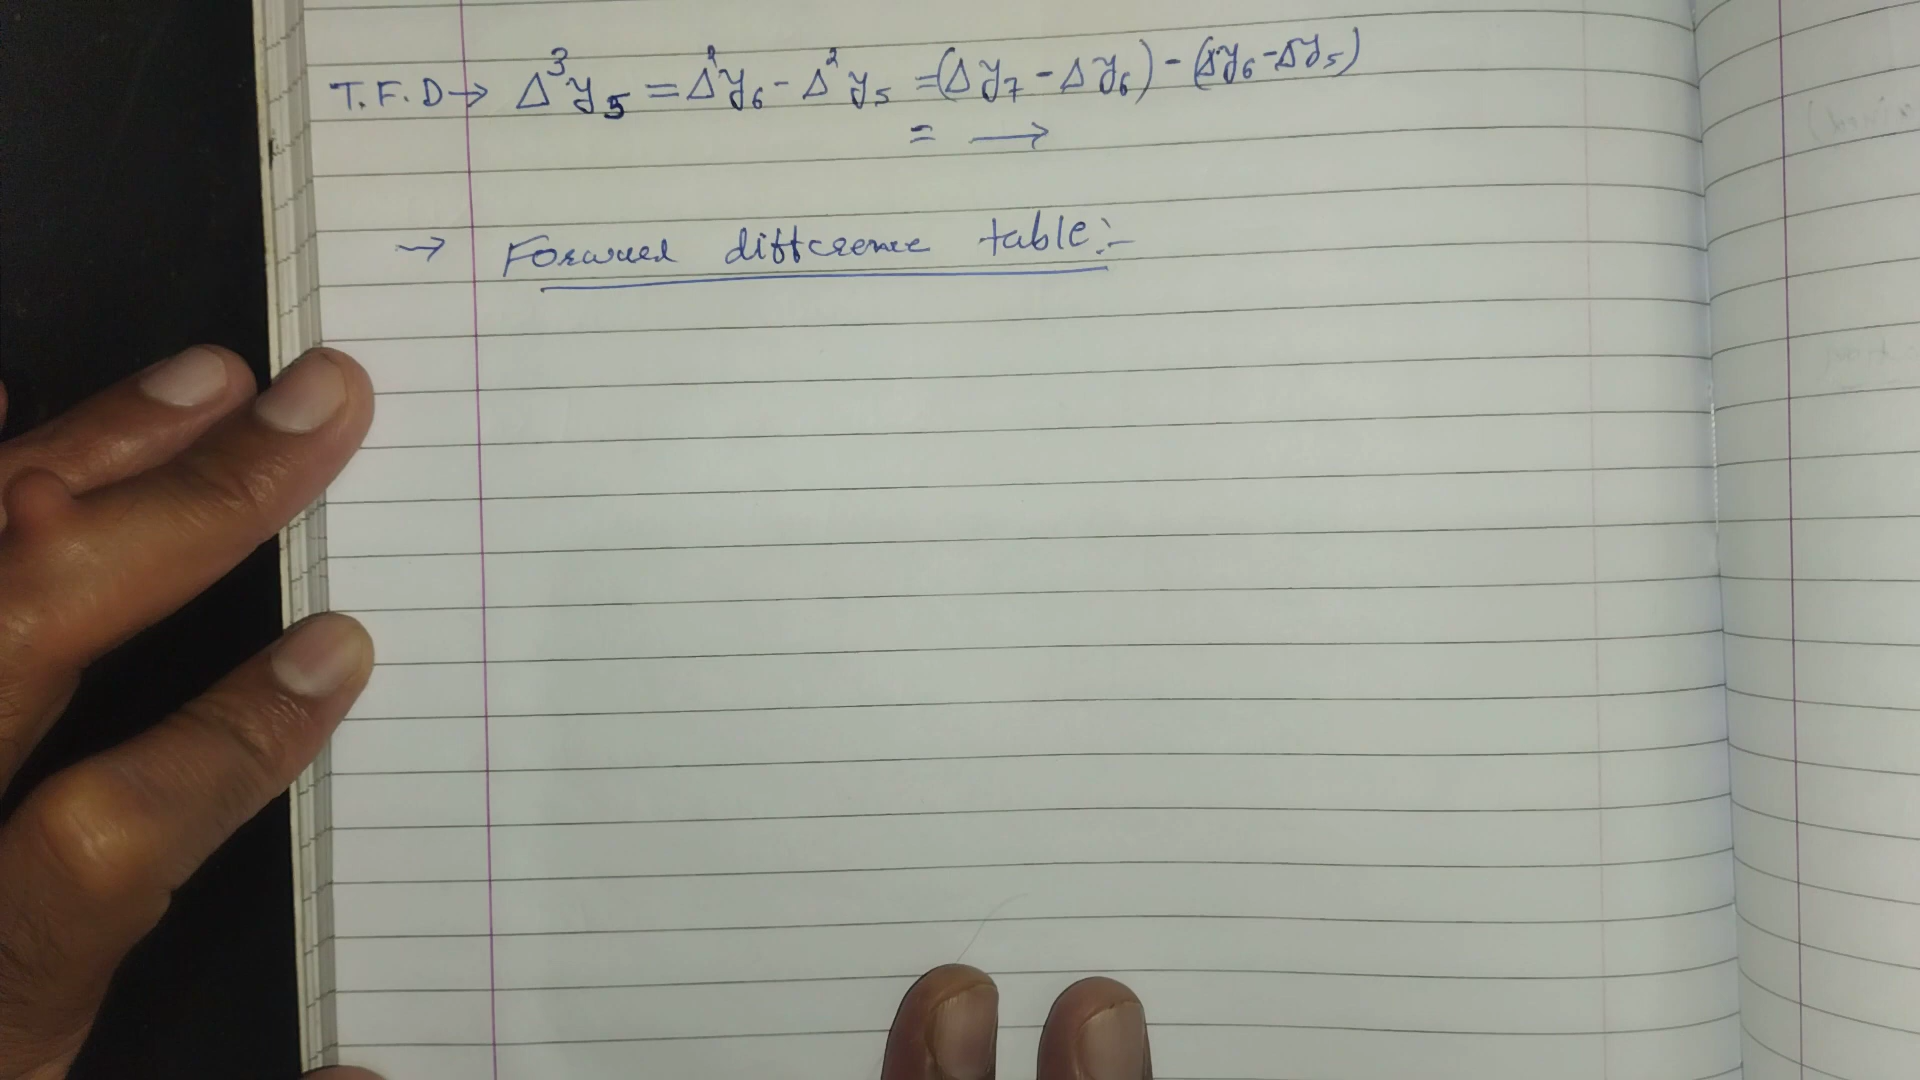 T.F.D → Δ³y₅ = Δ²y₆ - Δ²y₅ = (Δy₇ - Δy₆) - (Δy₆ - Δy₅)
= →
→ Forward difference table :-